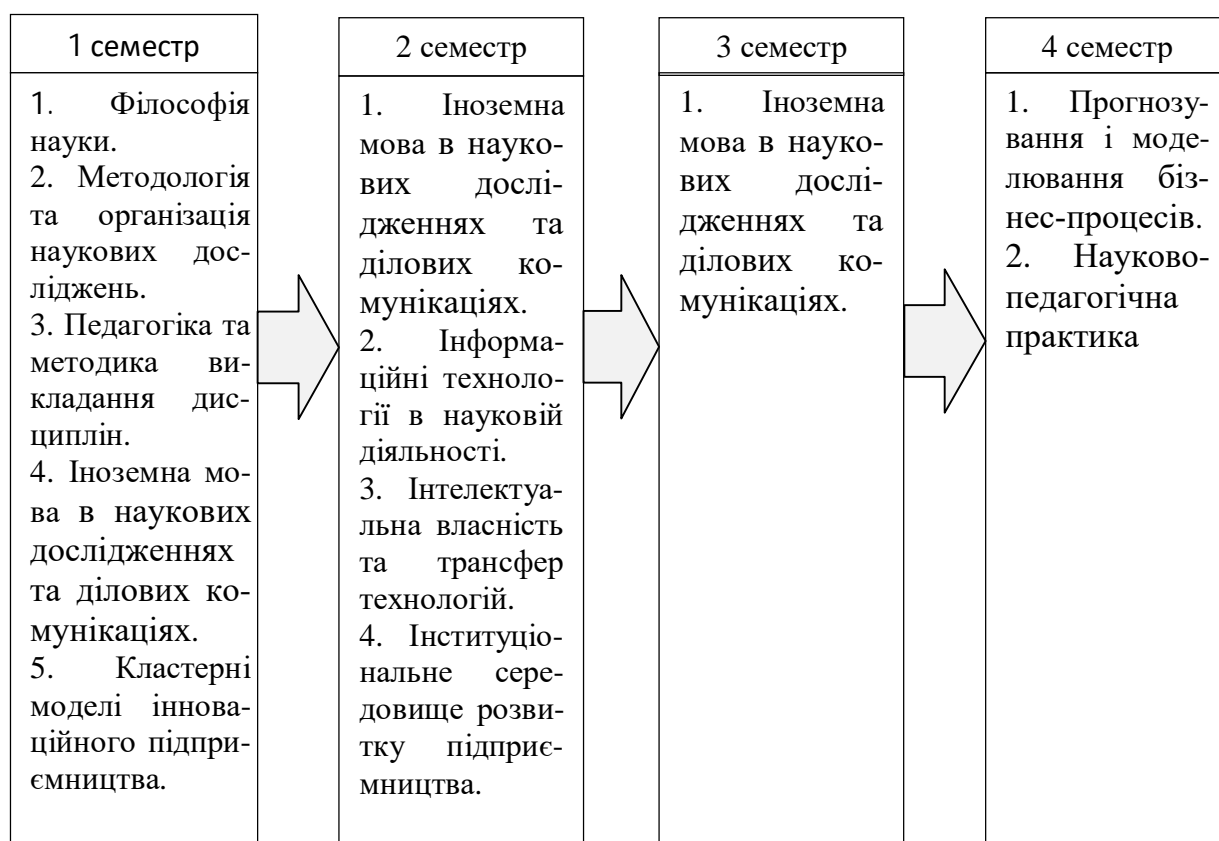 1 семестр
1. Філософія
науки.
2. Методологія
та організація
наукових дос-
ліджень.
3. Педагогіка та
методика ви-
кладання дис-
циплін.
4. Іноземна мо-
ва в наукових
дослідженнях
та ділових ко-
мунікаціях.
5. Кластерні
моделі іннова-
ційного підпри-
ємництва.
2 семестр
1. Іноземна
мова в науко-
вих дослі-
дженнях та
ділових ко-
мунікаціях.
2. Інформа-
ційні техноло-
гії в науковій
діяльності.
3. Інтелектуа-
льна власність
та трансфер
технологій.
4. Інституціо-
нальне сере-
довище розви-
тку підприє-
мництва.
3 семестр
1. Іноземна
мова в науко-
вих дослі-
дженнях та
ділових ко-
мунікаціях.
4 семестр
1. Прогнозу-
вання і моде-
лювання біз-
нес-процесів.
2. Науково-
педагогічна
практика